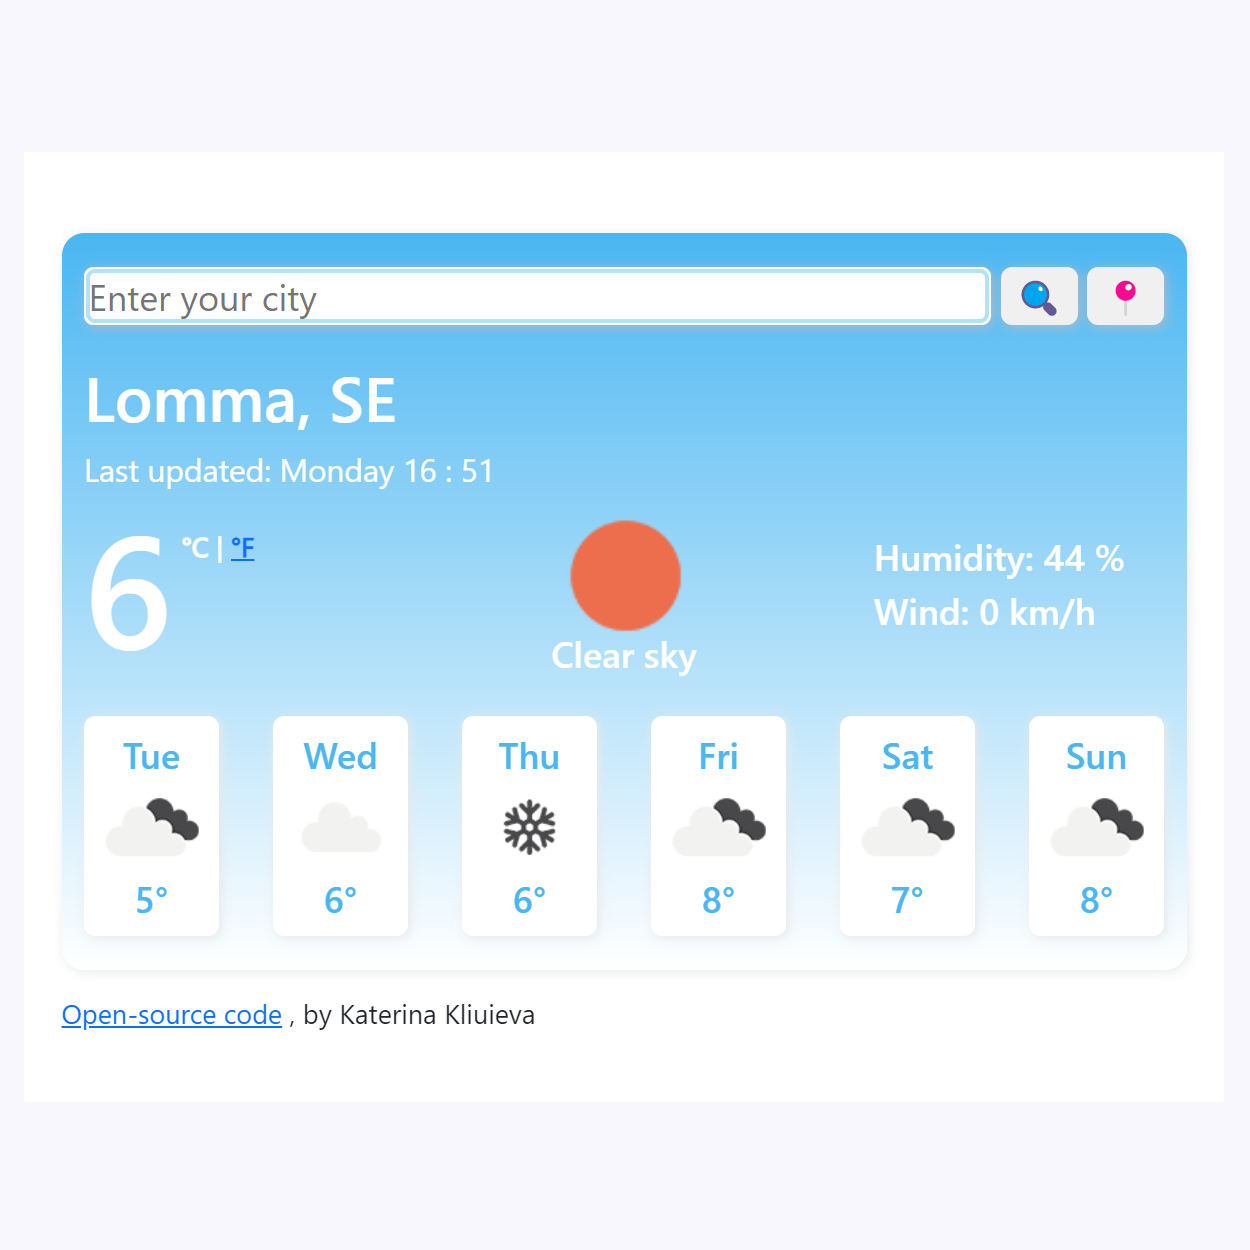 Enter your city
Lomma, SE
Last updated: Monday 16 : 51
6 °C | °F
Clear sky
Humidity: 44 %
Wind: 0 km/h
Tue Wed Thu Fri Sat Sun
5° 6° 6° 8° 7° 8°
Open-source code , by Katerina Kliuieva